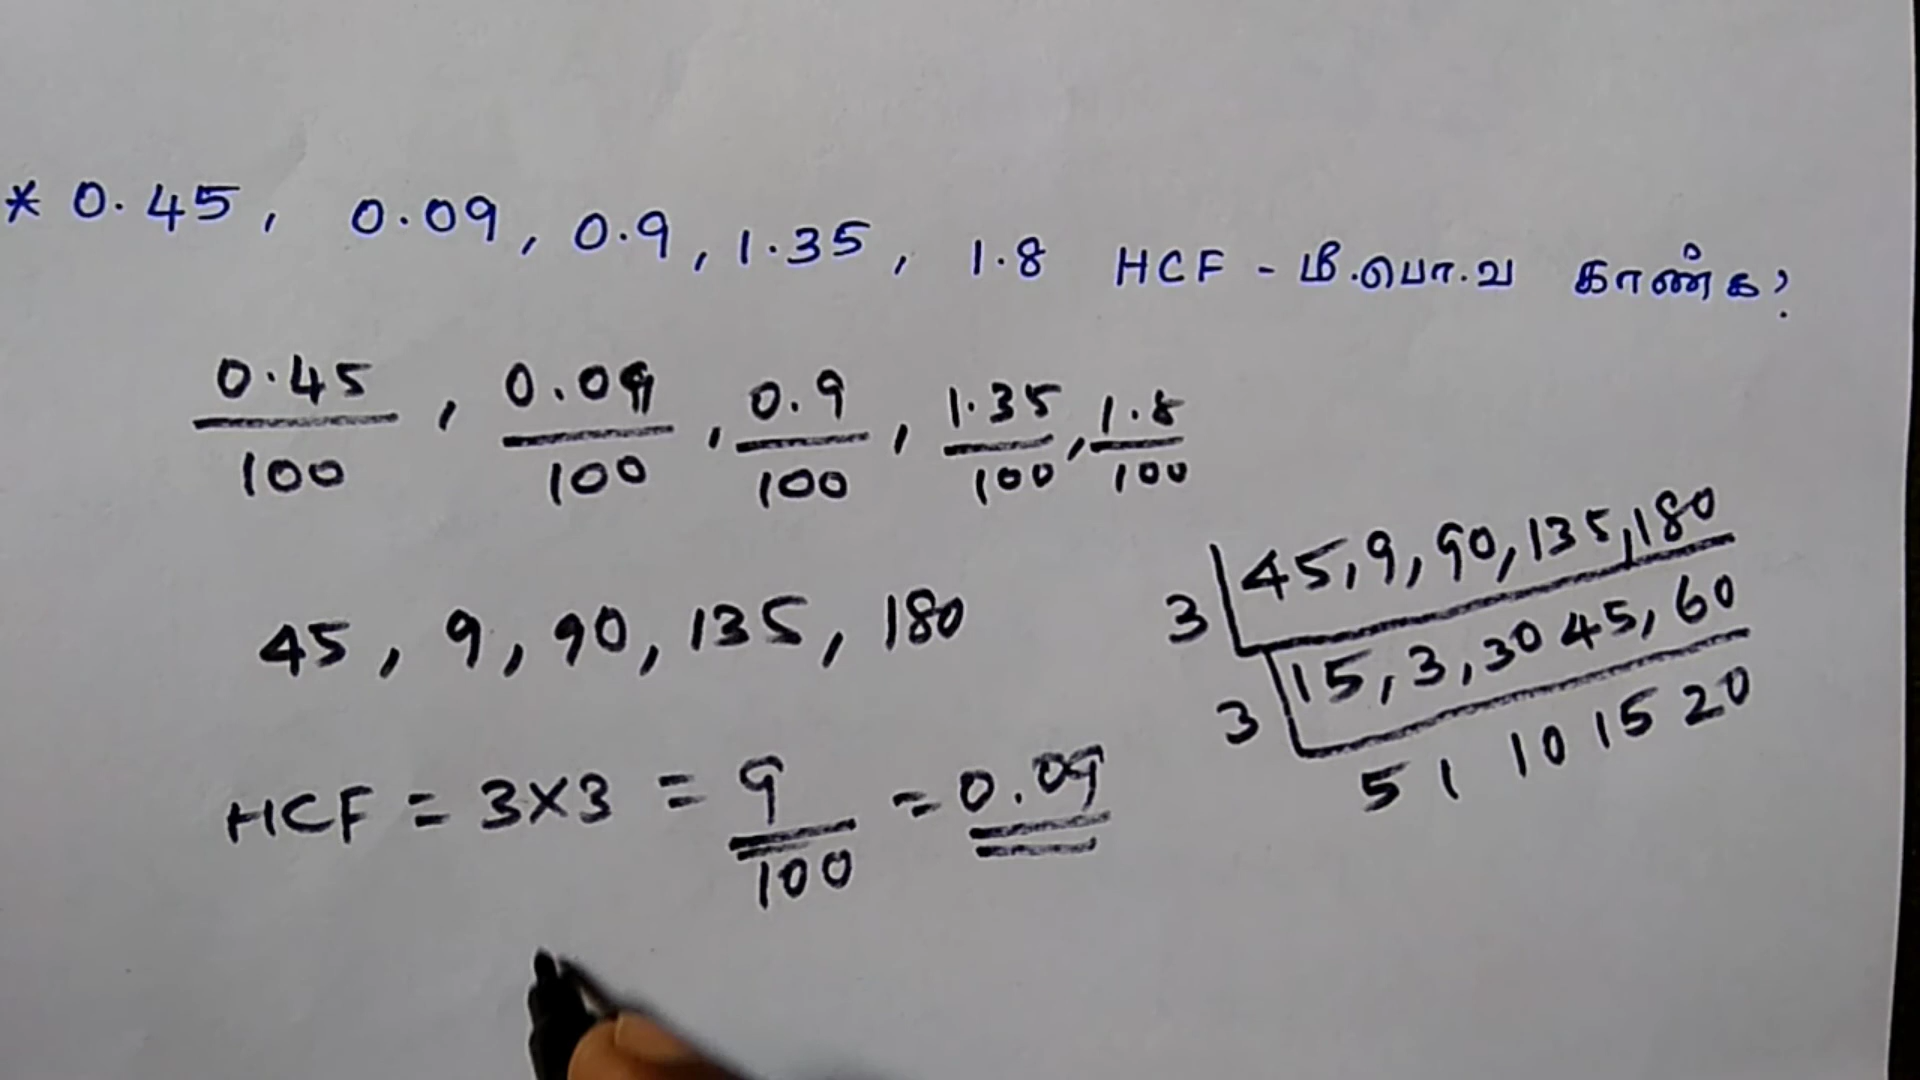 * 0.45, 0.09, 0.9, 1.35, 1.8 HCF - மீ.பொ.வ காண்க?
0.45/100, 0.09/100, 0.9/100, 1.35/100, 1.8/100
45, 9, 90, 135, 180
HCF = 3×3 = 9/100 = 0.09
3 45, 9, 90, 135, 180
3 15, 3, 30 45, 60
5 1 10 15 20